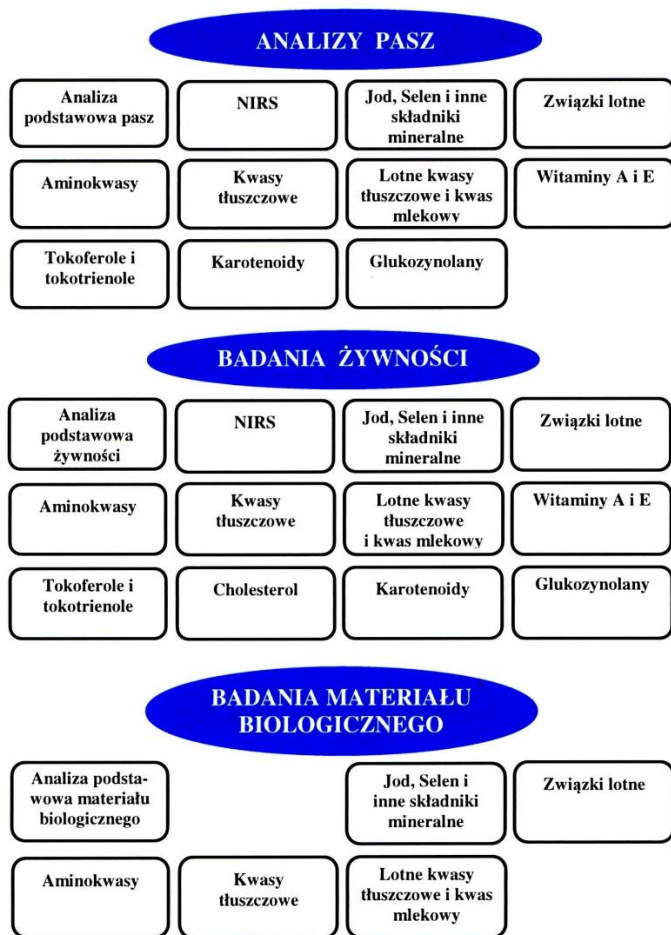 ANALIZY PASZ
Analiza
podstawowa pasz
NIRS
Jod, Selen i inne
składniki
mineralne
Związki lotne
Aminokwasy
Kwasy
tłuszczowe
Lotne kwasy
tłuszczowe i kwas
mlekowy
Witaminy A i E
Tokoferole i
tokotrienole
Karotenoidy
Glukozynolany
BADANIA ŻYWNOŚCI
Analiza
podstawowa
żywności
NIRS
Jod, Selen i inne
składniki
mineralne
Związki lotne
Aminokwasy
Kwasy
tłuszczowe
Lotne kwasy
tłuszczowe
i kwas mlekowy
Witaminy A i E
Tokoferole i
tokotrienole
Cholesterol
Karotenoidy
Glukozynolany
BADANIA MATERIAŁU
BIOLOGICZNEGO
Analiza podsta-
wowa materiału
biologicznego
Jod, Selen i
inne składniki
mineralne
Związki lotne
Aminokwasy
Kwasy
tłuszczowe
Lotne kwasy
tłuszczowe i kwas
mlekowy